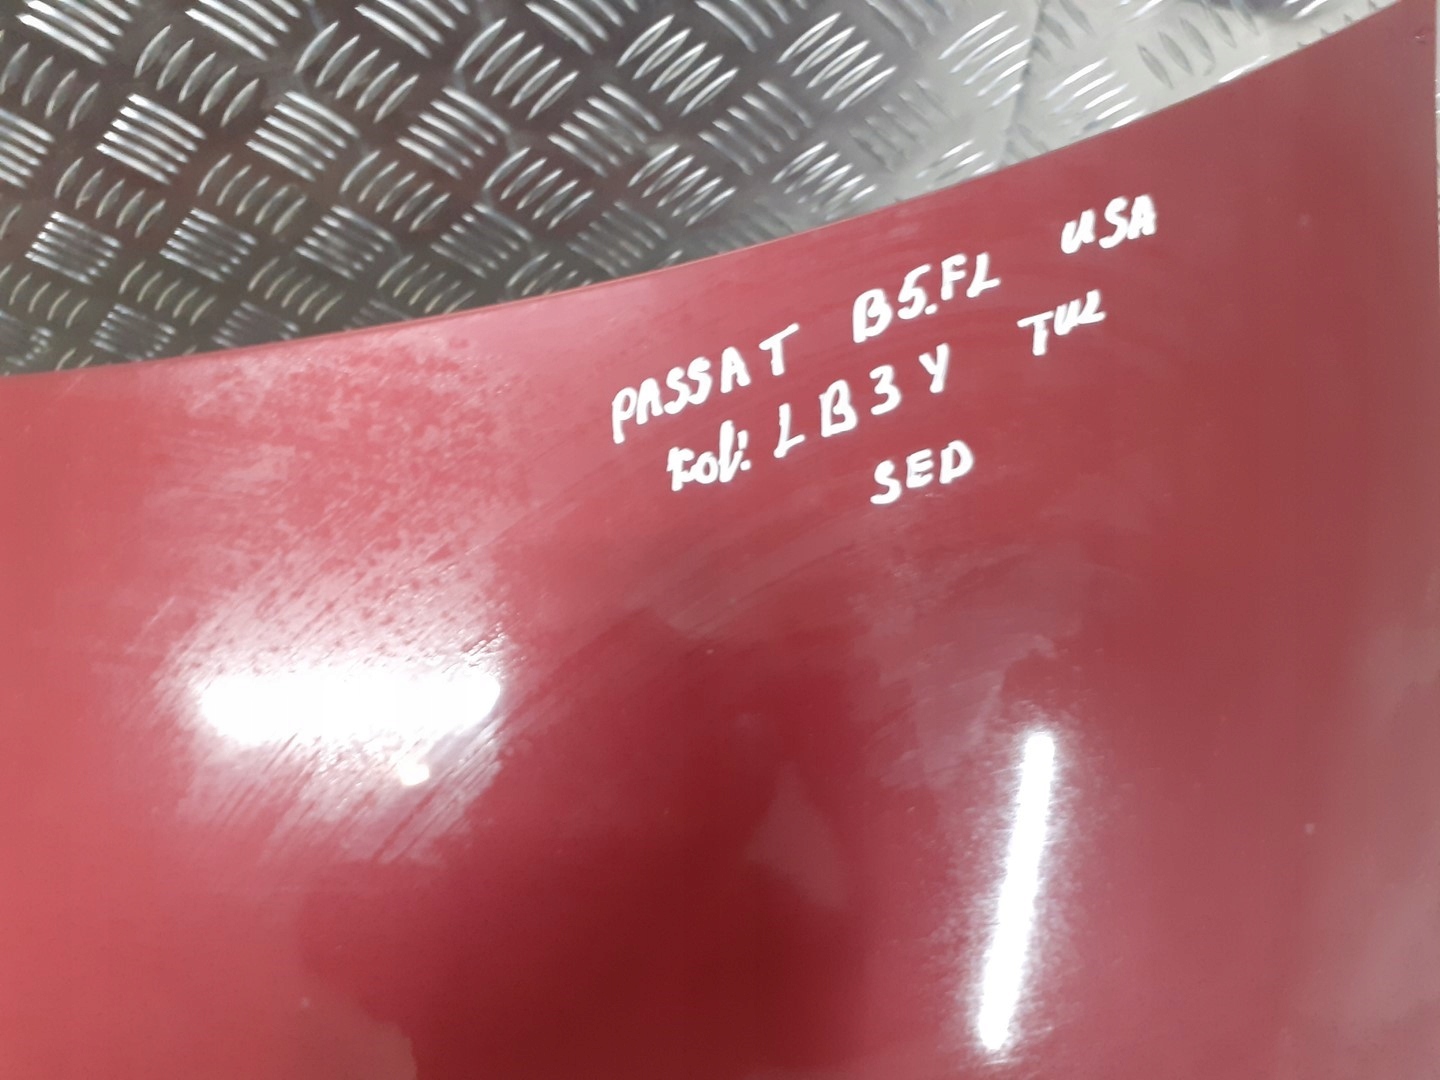 PASSAT B5.FL USA
kol: LB3Y TYŁ
SED